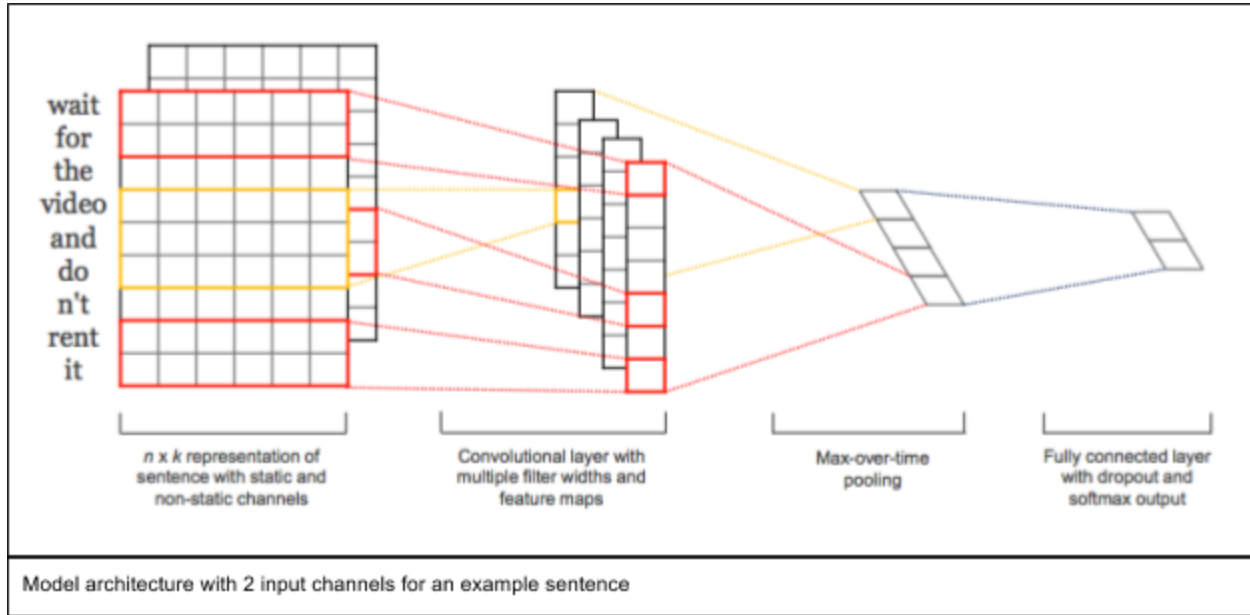 wait
for
the
video
and
do
n't
rent
it
n x k representation of
sentence with static and
non-static channels
Convolutional layer with
multiple filter widths and
feature maps
Max-over-time
pooling
Fully connected layer
with dropout and
softmax output
Model architecture with 2 input channels for an example sentence